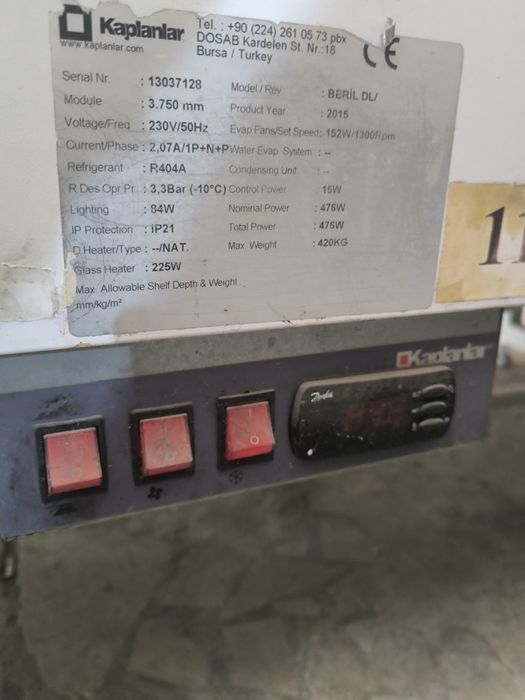 Kaplanlar
www.kaplanlar.com
Tel. : +90 (224) 261 05 73 pbx
DOSAB Kardelen St. Nr.:18
Bursa / Turkey
CE
Serial Nr. : 13037128
Module : 3.750 mm
Voltage/Freq : 230V/50Hz
Current/Phase : 2,07A/1P+N+P
Refrigerant : R404A
R.Des Opr Pr. : 3,3Bar (-10°C)
Lighting : 84W
IP Protection : IP21
D Heater/Type : --/NAT.
Glass Heater : 225W
Max. Allowable Shelf Depth & Weight
mm/kg/m²
Model / Rev : BERİL DL/
Product Year : 2015
Evap Fans/Set Speed: 152W/1300Rpm
Water Evap. System : --
Condensing Unit : --
Control Power 15W
Nominal Power : 476W
Total Power : 476W
Max. Weight : 420KG
11
Kaplanlar
Danfoss